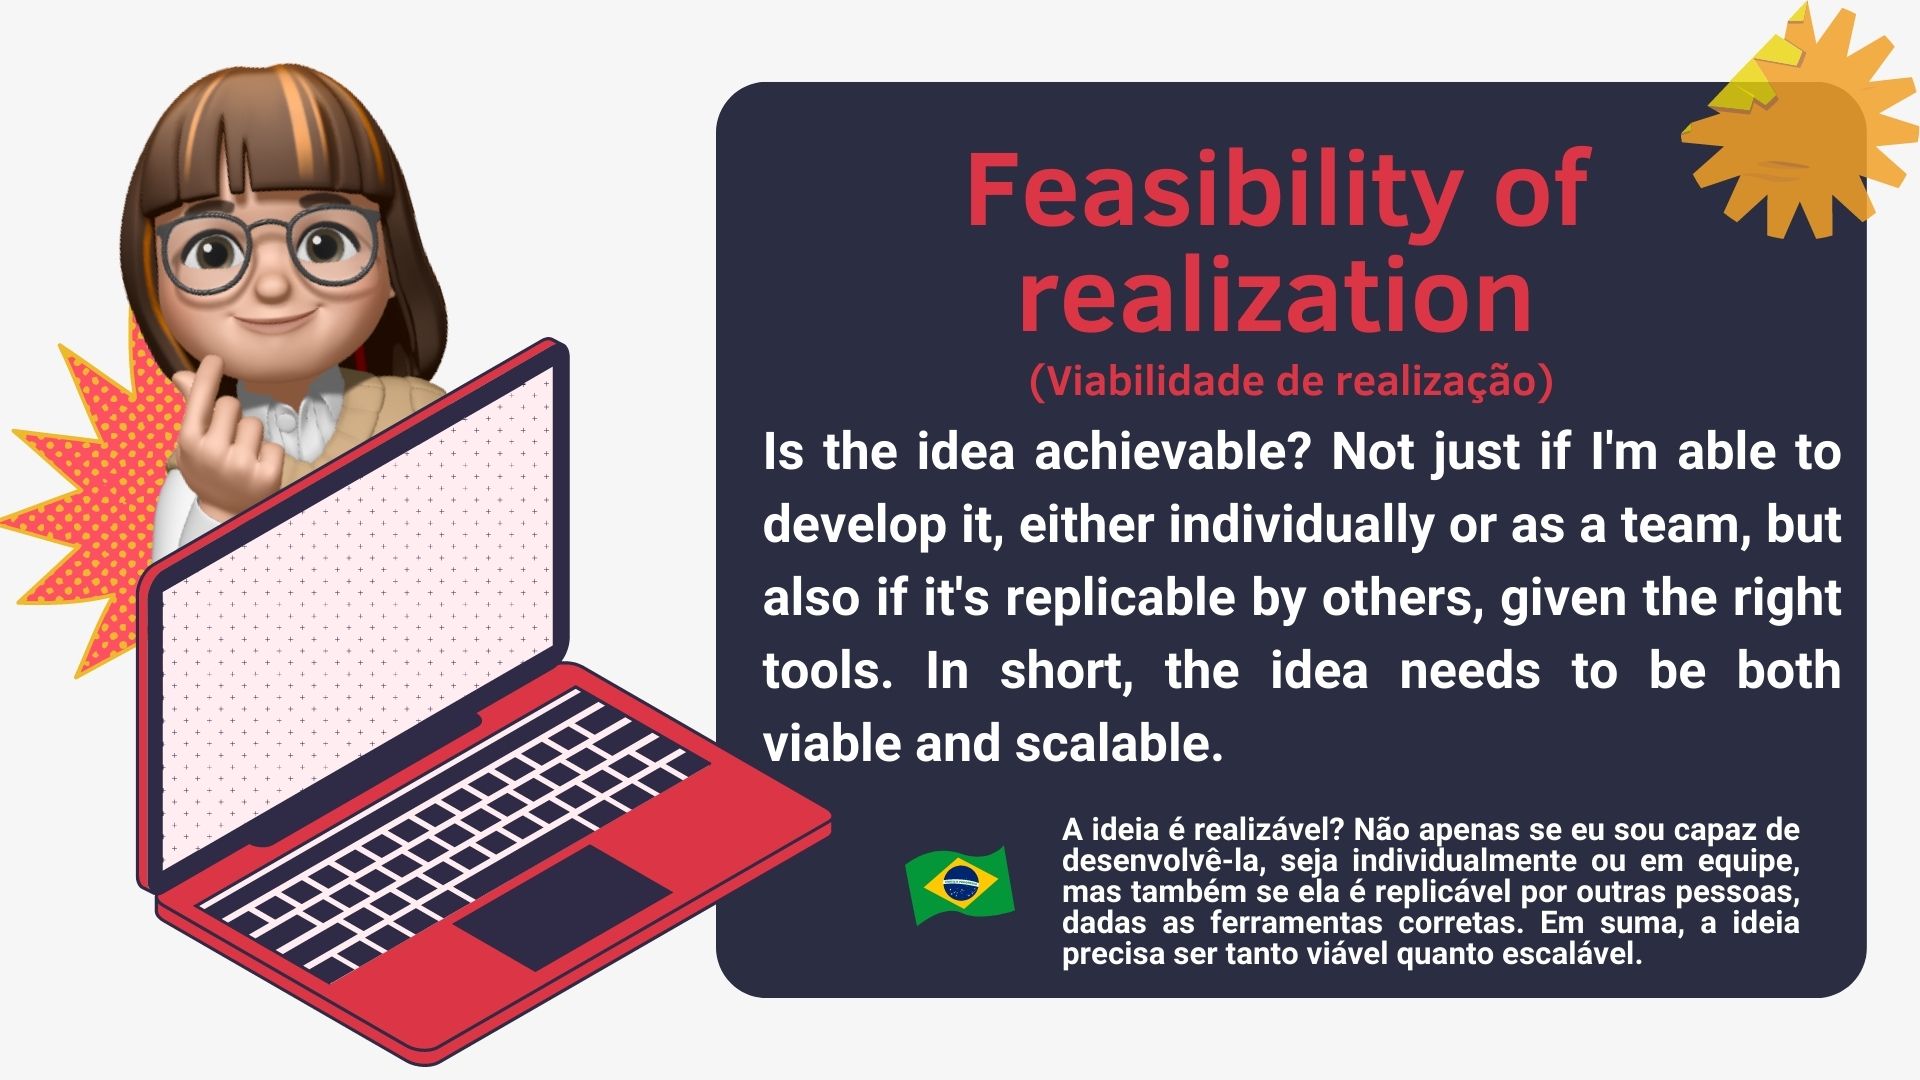 Feasibility of
realization
(Viabilidade de realização)
Is the idea achievable? Not just if I'm able to
develop it, either individually or as a team, but
also if it's replicable by others, given the right
tools. In short, the idea needs to be both
viable and scalable.
A ideia é realizável? Não apenas se eu sou capaz de
desenvolvê-la, seja individualmente ou em equipe,
mas também se ela é replicável por outras pessoas,
dadas as ferramentas corretas. Em suma, a ideia
precisa ser tanto viável quanto escalável.